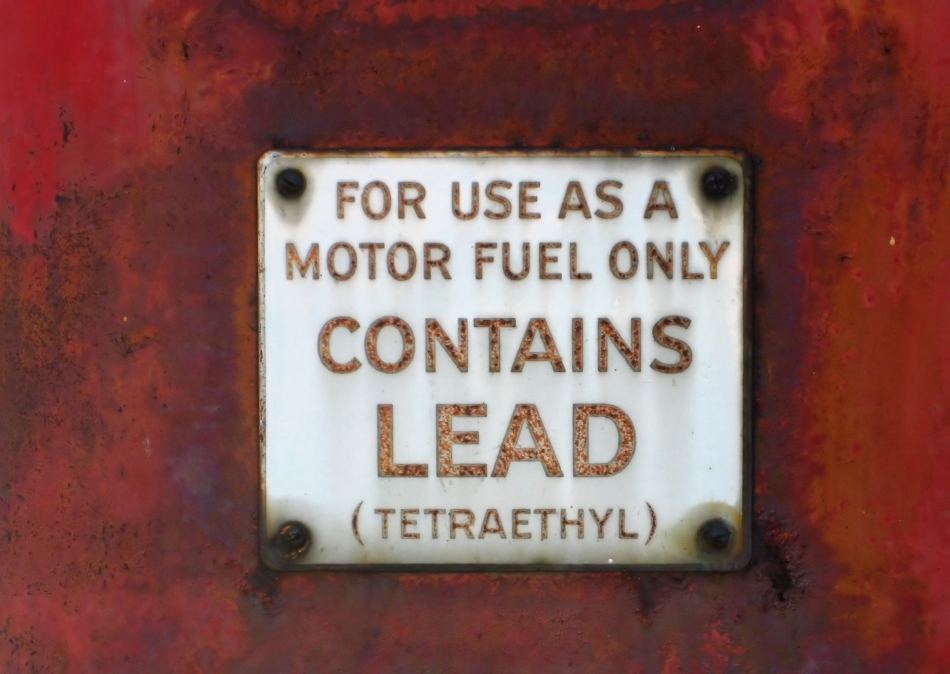 FOR USE AS A
MOTOR FUEL ONLY
CONTAINS
LEAD
(TETRAETHYL)